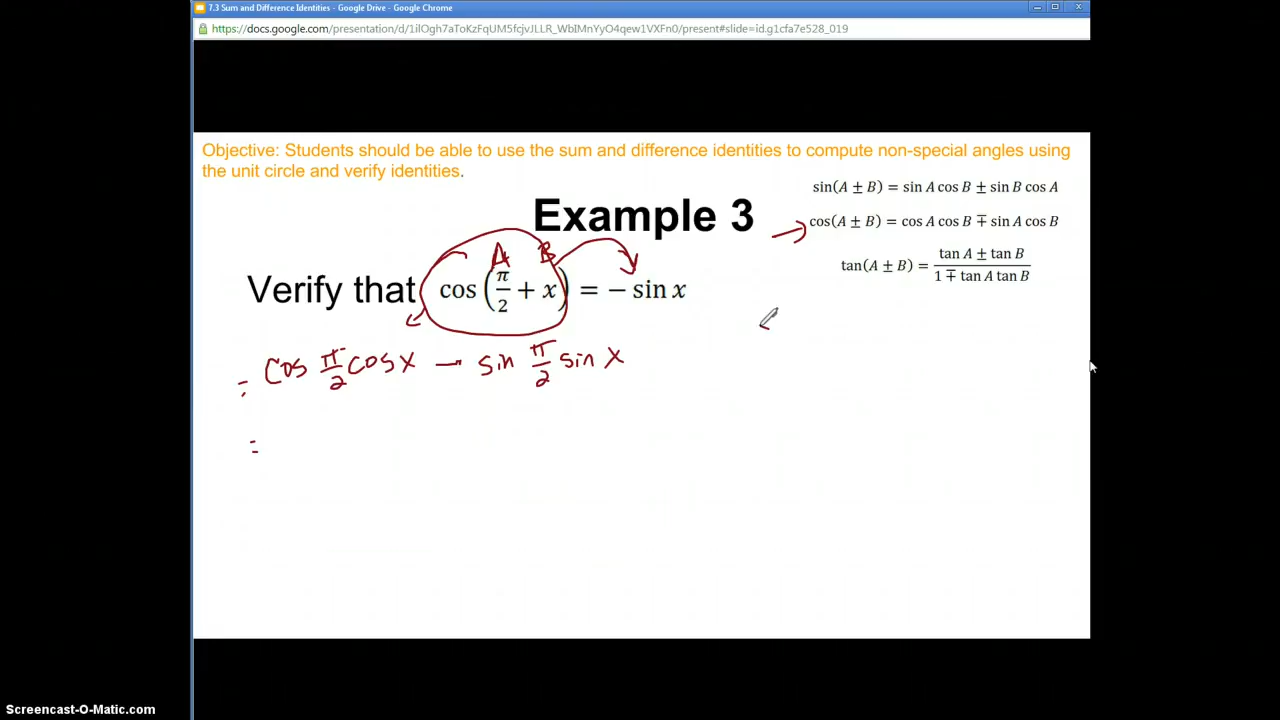 7.3 Sum and Difference Identities - Google Drive - Google Chrome
https://docs.google.com/presentation/d/1ilOgh7aToKzFqUM5fcjvJLLR_WbIMnYyO4qew1VXFn0/present#slide=id.g1cfa7e528_019
Objective: Students should be able to use the sum and difference identities to compute non-special angles using
the unit circle and verify identities.
sin(A ± B) = sin A cos B ± sin B cos A
Example 3
cos(A ± B) = cos A cos B ∓ sin A cos B
tan(A ± B) = (tan A ± tan B)/(1 ∓ tan A tan B)
A B
Verify that cos(π/2 + x) = − sin x
= cos π/2 cos x − sin π/2 sin x
=
Screencast-O-Matic.com